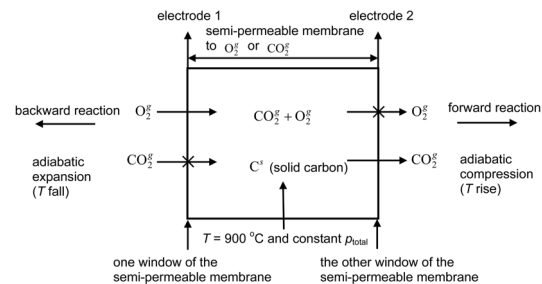 electrode 1
electrode 2
semi-permeable membrane
to O₂ᵍ or CO₂ᵍ
backward reaction
O₂ᵍ
CO₂ᵍ + O₂ᵍ
O₂ᵍ
forward reaction
adiabatic
expansion
(T fall)
CO₂ᵍ
Cˢ (solid carbon)
CO₂ᵍ
adiabatic
compression
(T rise)
T = 900 °C and constant pₜₒₜₐₗ
one window of the
semi-permeable membrane
the other window of the
semi-permeable membrane